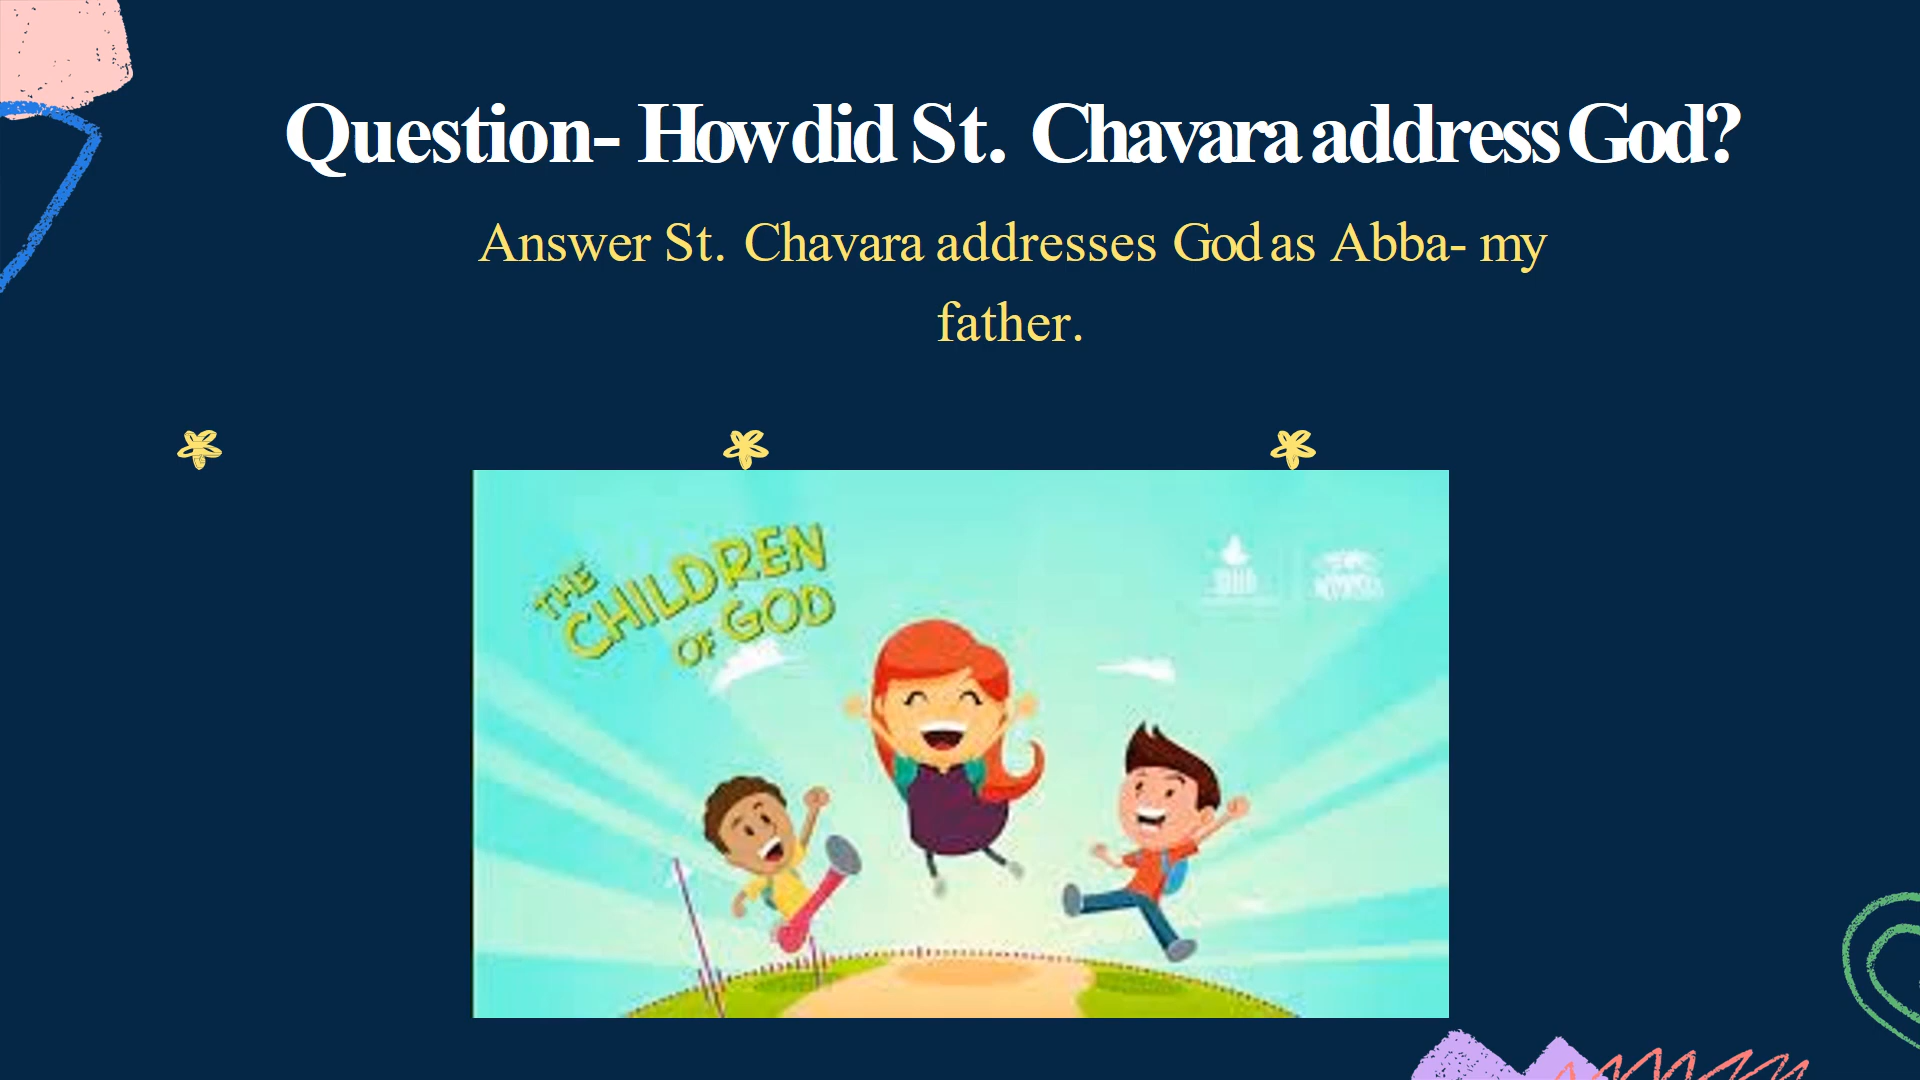 Question- How did St. Chavara address God?
Answer St. Chavara addresses God as Abba- my
father.
THE
CHILDREN
OF GOD